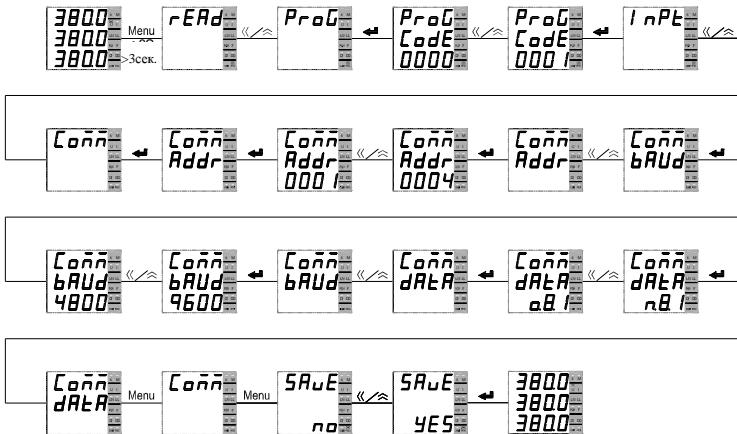 380.0
380.0
380.0
Menu
>3сек.
rEAd
ProG
ProG
CodE
0000
ProG
CodE
0001
InPt
Conn
Conn
Addr
Conn
Addr
0001
Conn
Addr
0004
Conn
Addr
Conn
bAUd
Conn
bAUd
4800
Conn
bAUd
9600
Conn
bAUd
Conn
dAtA
Conn
dAtA
o.8.1
Conn
dAtA
n.8.1
Conn
dAtA
Menu
Conn
Menu
SAvE
no
SAvE
YES
380.0
380.0
380.0